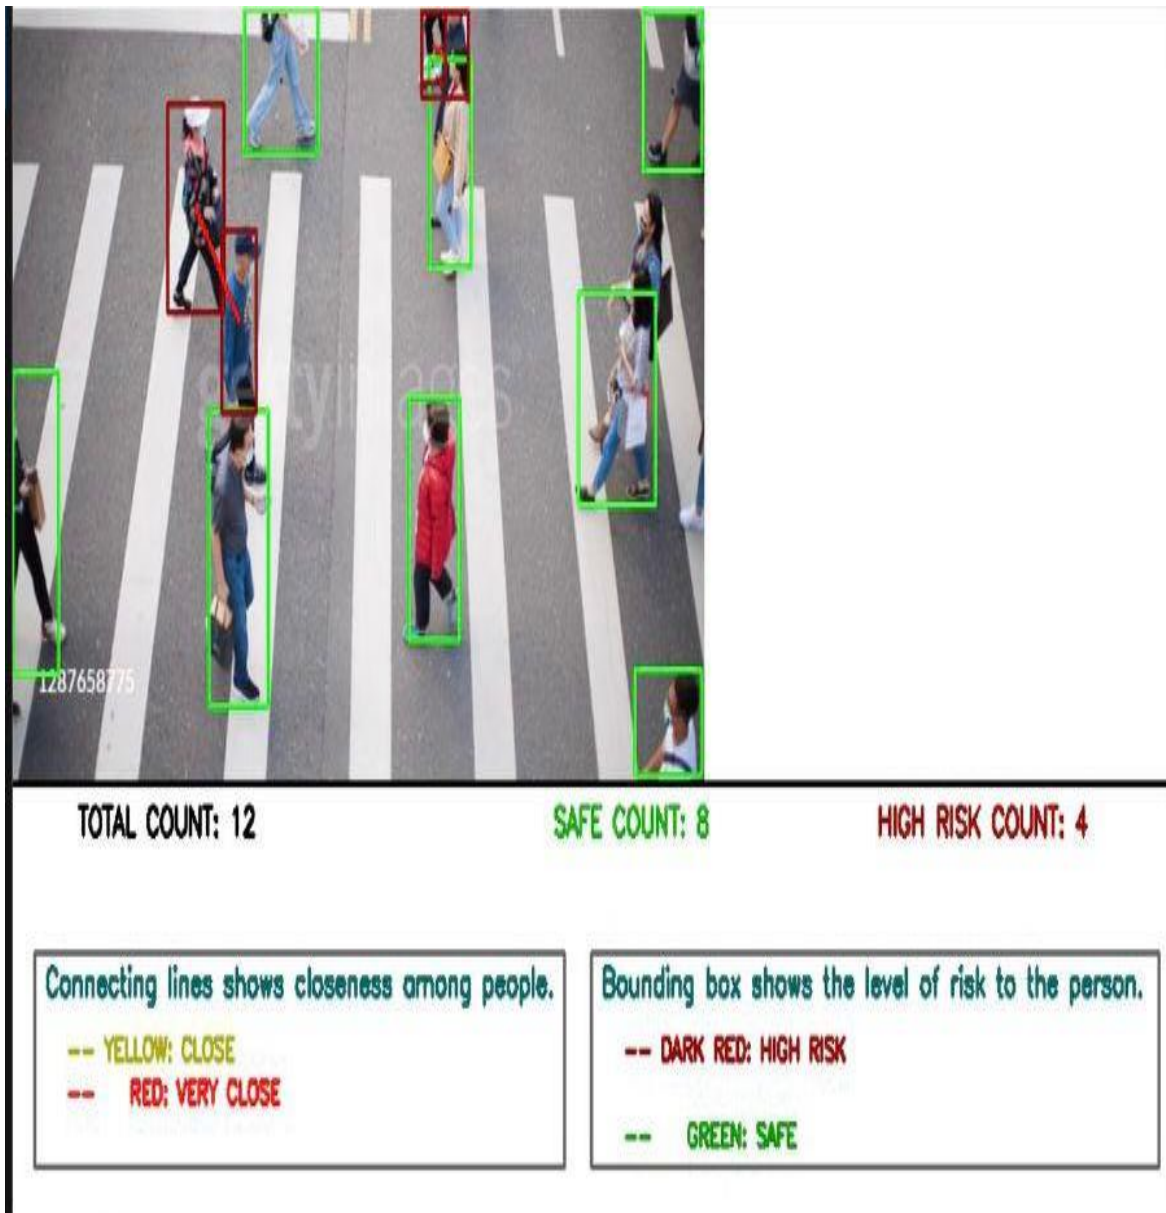 gettyimages
1287658775
TOTAL COUNT: 12
SAFE COUNT: 8
HIGH RISK COUNT: 4
Connecting lines shows closeness among people.
-- YELLOW: CLOSE
-- RED: VERY CLOSE
Bounding box shows the level of risk to the person.
-- DARK RED: HIGH RISK
-- GREEN: SAFE